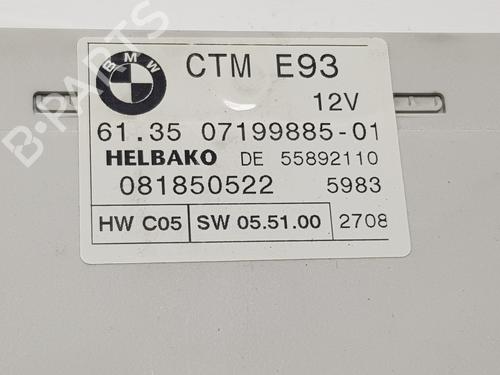 BMW
CTM E93
12V
61.35 07199885-01
HELBAKO DE 55892110
081850522 5983
HW C05 SW 05.51.00 2708
B-PARTS